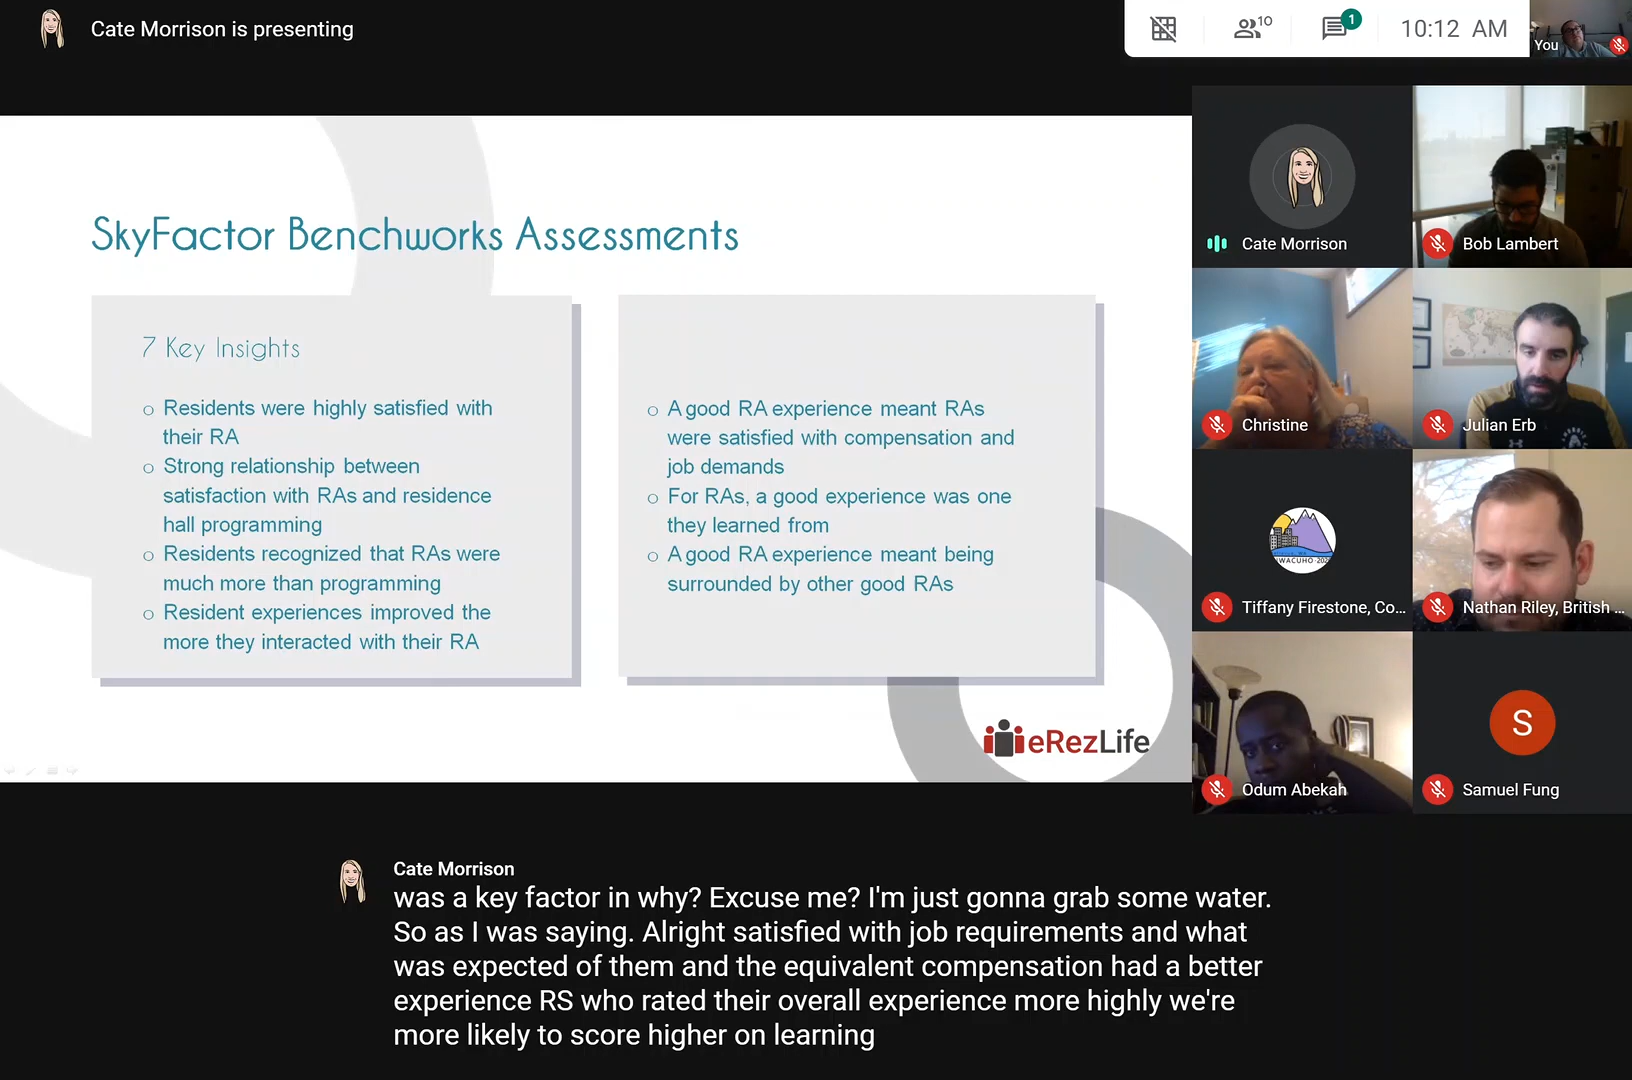 Cate Morrison is presenting
10
1
10:12 AM
You
SkyFactor Benchworks Assessments
7 Key Insights
Residents were highly satisfied with
their RA
Strong relationship between
satisfaction with RAs and residence
hall programming
Residents recognized that RAs were
much more than programming
Resident experiences improved the
more they interacted with their RA
A good RA experience meant RAs
were satisfied with compensation and
job demands
For RAs, a good experience was one
they learned from
A good RA experience meant being
surrounded by other good RAs
eRezLife
Cate Morrison
Bob Lambert
Christine
Julian Erb
Tiffany Firestone, Co...
Nathan Riley, British ...
Odum Abekah
S
Samuel Fung
Cate Morrison
was a key factor in why? Excuse me? I'm just gonna grab some water.
So as I was saying. Alright satisfied with job requirements and what
was expected of them and the equivalent compensation had a better
experience RS who rated their overall experience more highly we're
more likely to score higher on learning